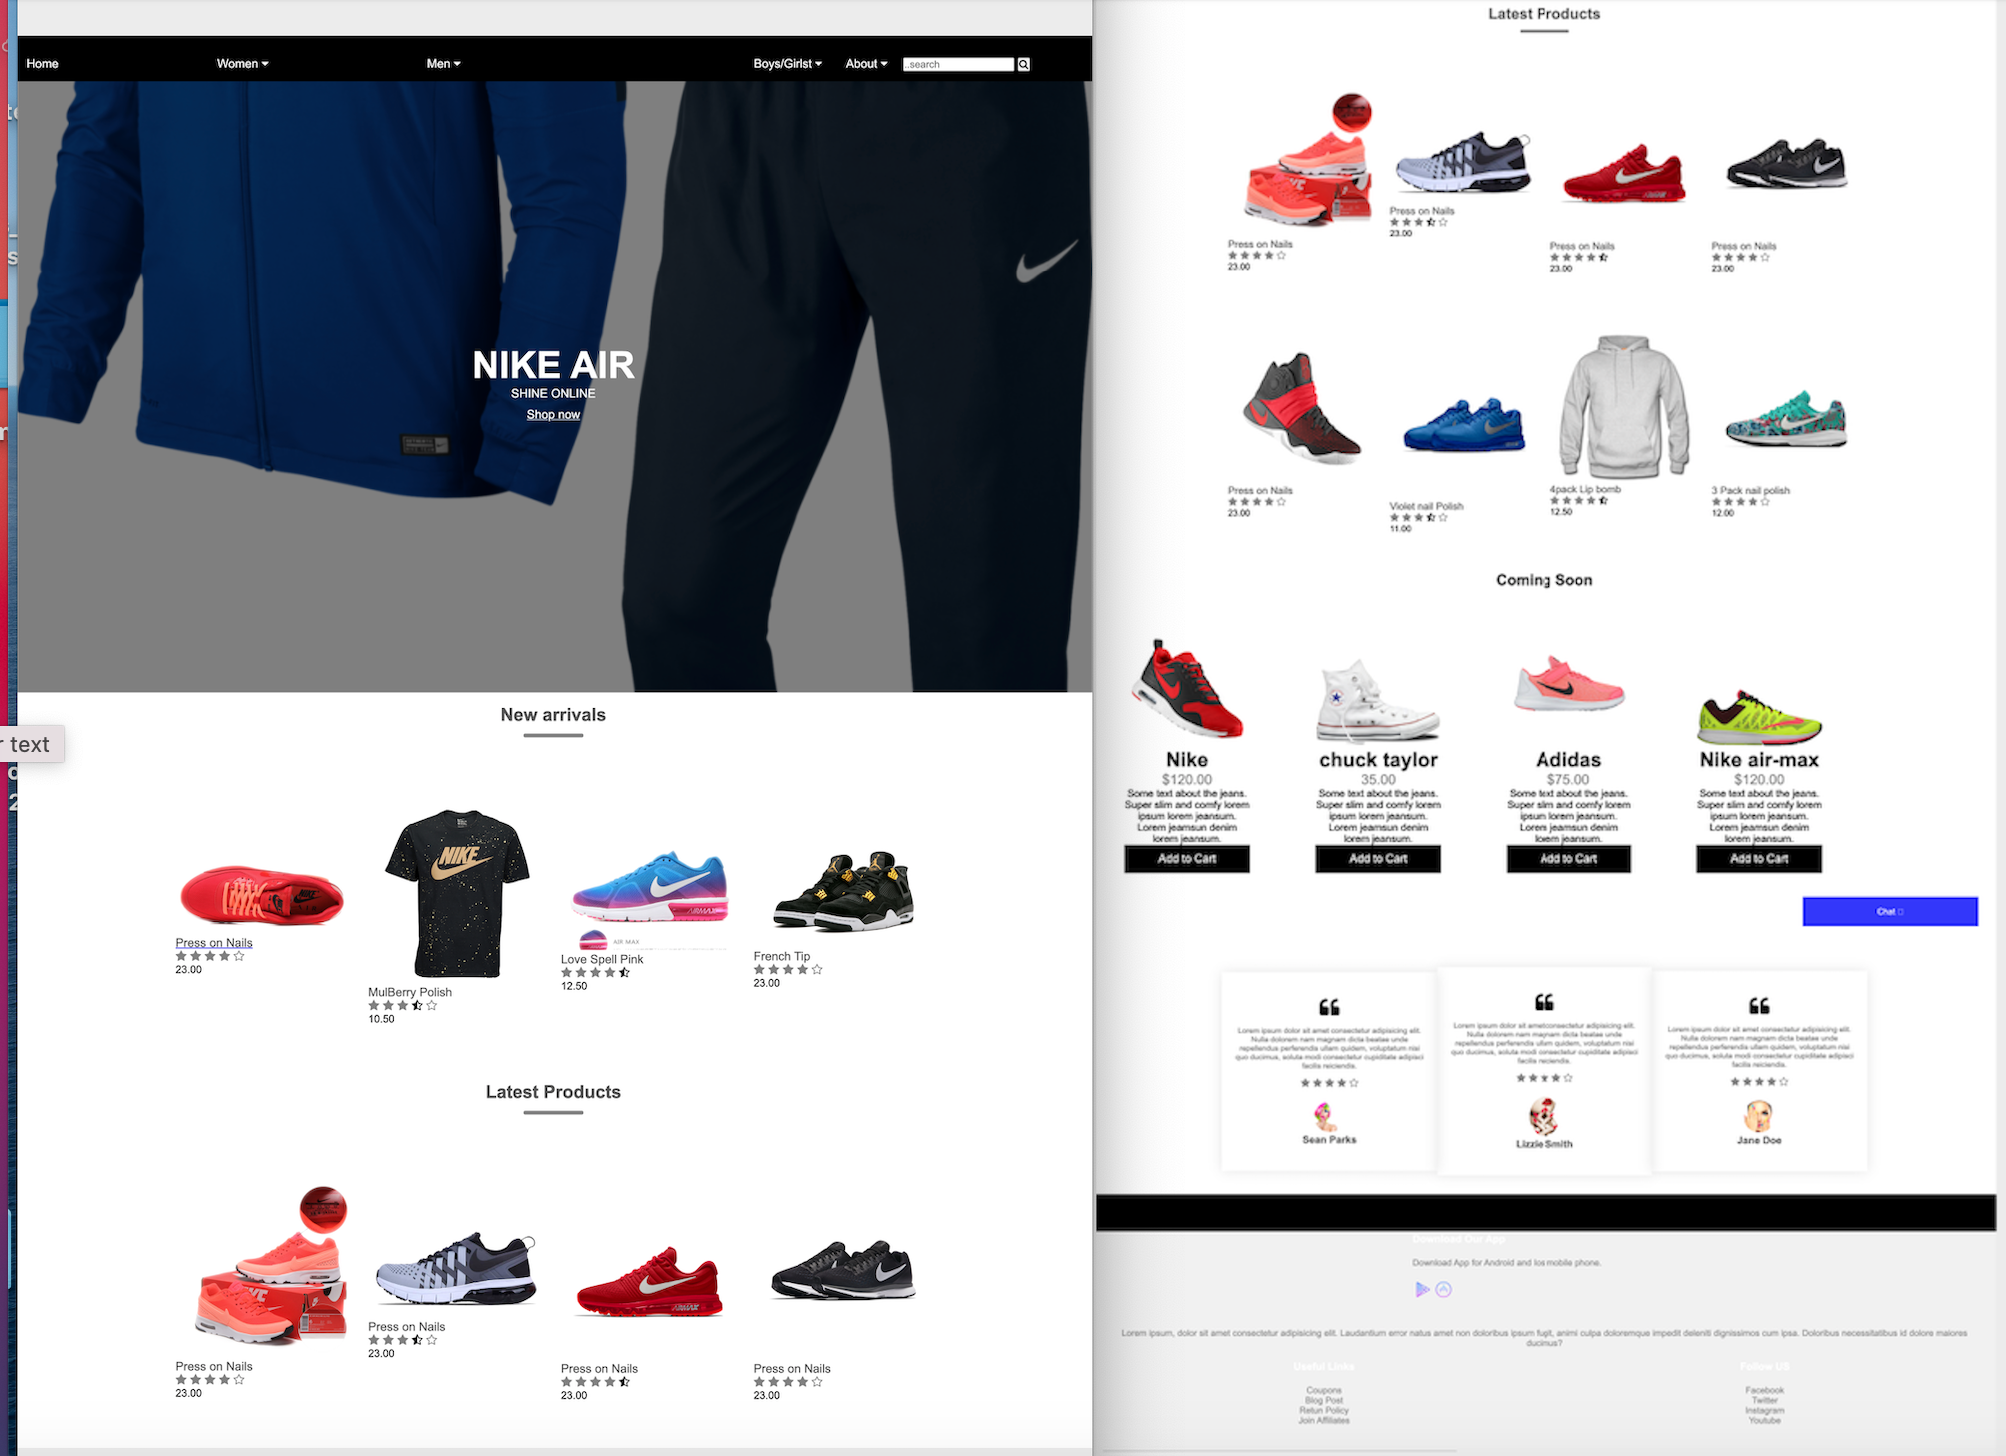 Home
Women
Men
Boys/Girlst
About
..search
NIKE AIR
SHINE ONLINE
Shop now
New arrivals
NIKE
AIR MAX
Press on Nails
23.00
MulBerry Polish
10.50
Love Spell Pink
12.50
French Tip
23.00
Latest Products
Press on Nails
23.00
Press on Nails
23.00
Press on Nails
23.00
Press on Nails
23.00
r text
Latest Products
Press on Nails
23.00
Press on Nails
23.00
Press on Nails
23.00
Press on Nails
23.00
Press on Nails
23.00
Violet nail Polish
11.00
4pack Lip bomb
12.50
3 Pack nail polish
12.00
Coming Soon
Nike
$120.00
Some text about the jeans.
Super slim and comfy lorem
ipsum lorem jeansum.
Lorem jeamsun denim
lorem jeansum.
Add to Cart
chuck taylor
35.00
Some text about the jeans.
Super slim and comfy lorem
ipsum lorem jeansum.
Lorem jeamsun denim
lorem jeansum.
Add to Cart
Adidas
$75.00
Some text about the jeans.
Super slim and comfy lorem
ipsum lorem jeansum.
Lorem jeamsun denim
lorem jeansum.
Add to Cart
Nike air-max
$120.00
Some text about the jeans.
Super slim and comfy lorem
ipsum lorem jeansum.
Lorem jeamsun denim
lorem jeansum.
Add to Cart
Chat
Lorem ipsum dolor sit amet consectetur adipisicing elit.
Nulla dolorem nam magnam dicta beatae unde
repellendus perferendis ullam quidem, voluptatum nisi
quo ducimus, soluta modi consectetur cupiditate adipisci
facilis reiciendis.
Sean Parks
Lorem ipsum dolor sit ametconsectetur adipisicing elit.
Nulla dolorem nam magnam dicta beatae unde
repellendus perferendis ullam quidem, voluptatum nisi
quo ducimus, soluta modi consectetur cupiditate adipisci
facilis reiciendis.
Lizzie Smith
Lorem ipsum dolor sit amet consectetur adipisicing elit.
Nulla dolorem nam magnam dicta beatae unde
repellendus perferendis ullam quidem, voluptatum nisi
quo ducimus, soluta modi consectetur cupiditate adipisci
facilis reiciendis.
Jane Doe
Download Our App
Download App for Android and Ios mobile phone.
Lorem ipsum, dolor sit amet consectetur adipisicing elit. Laudantium error natus amet non doloribus ipsum fugit, animi culpa doloremque impedit deleniti dignissimos cum ipsa. Doloribus necessitatibus id dolore maiores
ducimus?
Useful Links
Coupons
Blog Post
Retun Policy
Join Affiliates
Follow US
Facebook
Twitter
Instagram
Youtube